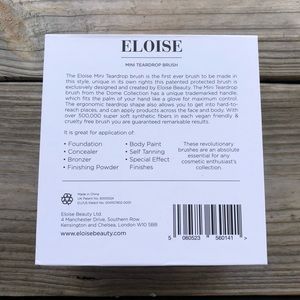 ELOISE
MINI TEARDROP BRUSH
The Eloise Mini Teardrop brush is the first ever brush to be made in
this style, unique in its own rights this patented protected brush is
exclusively designed and created by Eloise Beauty. The Mini Teardrop
brush from the Dome Collection has a unique trademarked handle,
which fits the palm of your hand like a glove for maximum control.
The ergonomic teardrop shape also allows you to get into hard-to-
reach places, and can apply products across the face and body. With
over 500,000 super soft synthetic fibers in each vegan friendly &
cruelty free brush you are guaranteed remarkable results.
It is great for application of:
• Foundation
• Concealer
• Bronzer
• Finishing Powder
• Body Paint
• Self Tanning
• Special Effect
Finishes
These revolutionary
brushes are an absolute
essential for any
cosmetic enthusiast's
collection.
Made in China
Eloise Beauty Ltd.
4 Manchester Drive, Southern Row
Kensington and Chelsea, London W10 5BB
www.eloisebeauty.com
5 060523 560141 >